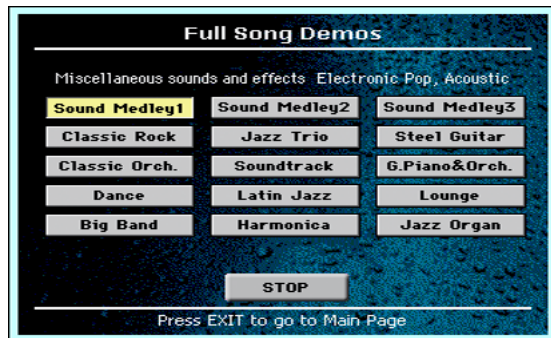 Full Song Demos
Miscellaneous sounds and effects  Electronic Pop, Acoustic
Sound Medley1 Sound Medley2 Sound Medley3
Classic Rock Jazz Trio Steel Guitar
Classic Orch. Soundtrack G.Piano&Orch.
Dance Latin Jazz Lounge
Big Band Harmonica Jazz Organ
STOP
Press EXIT to go to Main Page